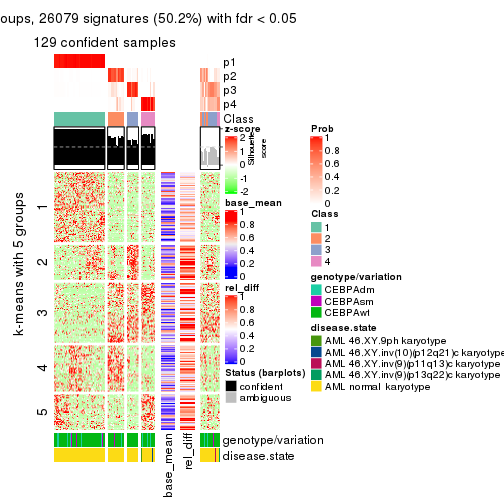 oups, 26079 signatures (50.2%) with fdr < 0.05
129 confident samples
p1
p2
p3
p4
Class
z-score
2
1
0
-1
-2
Silhouette
score
base_mean
1
0.8
0.6
0.4
0.2
0
rel_diff
1
0.8
0.6
0.4
0.2
0
Status (barplots)
confident
ambiguous
Prob
1
0.8
0.6
0.4
0.2
0
Class
1
2
3
4
genotype/variation
CEBPAdm
CEBPAsm
CEBPAwt
disease.state
AML 46.XY.9ph karyotype
AML 46.XY.inv(10)(p12q21)c karyotype
AML 46.XY.inv(9)(p11q13)c karyotype
AML 46.XY.inv(9)(p13q22)c karyotype
AML normal karyotype
k-means with 5 groups
1
2
3
4
5
genotype/variation
disease.state
base_mean
rel_diff